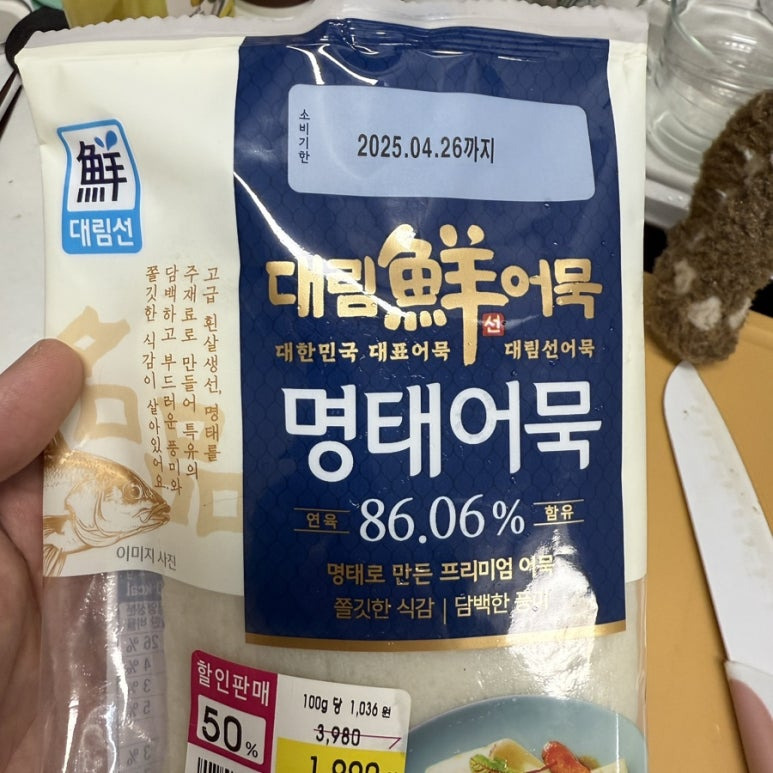 소비기한
2025.04.26까지
鮮
대림선
대림鮮어묵
선
대한민국 대표어묵 대림선어묵
명태어묵
연육 86.06% 함유
명태로 만든 프리미엄 어묵
쫄깃한 식감 | 담백한 풍미
고급 흰살생선, 명태를
주재료로 만들어 특유의
담백하고 부드러운 풍미와
쫄깃한 식감이 살아있어요.
이미지 사진
할인판매
50%
100g 당 1,036 원
3,980